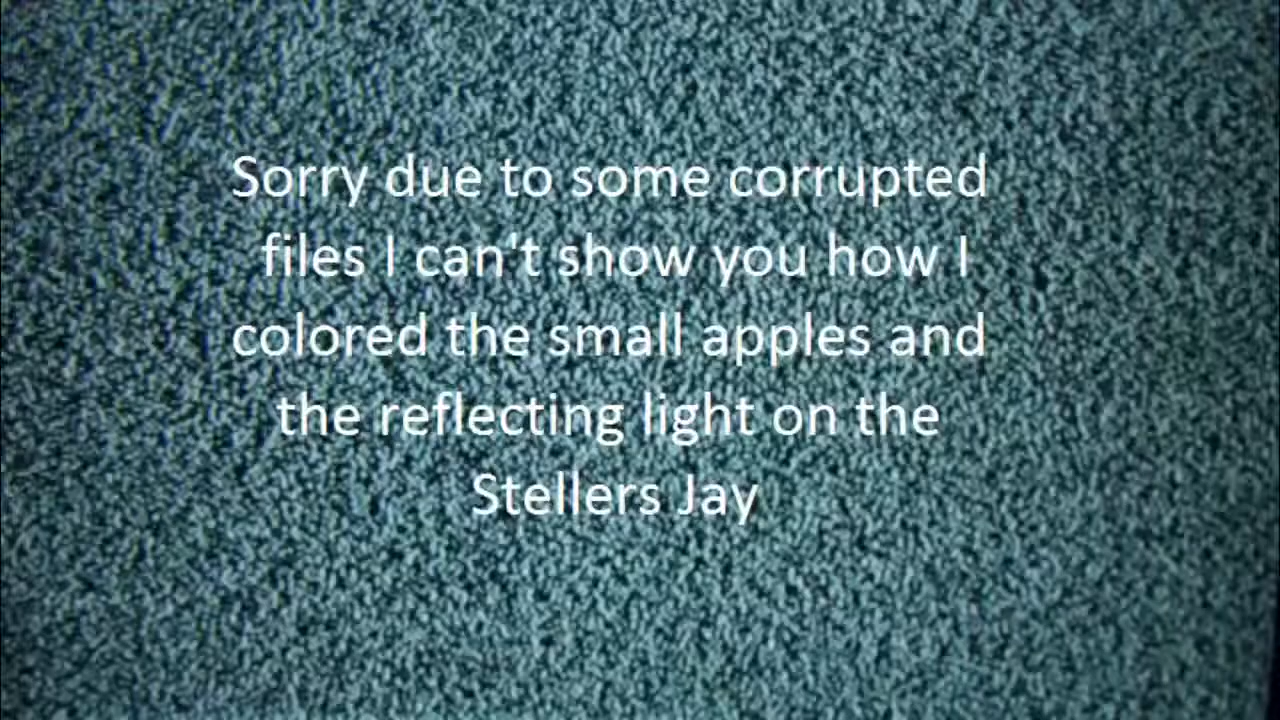 Sorry due to some corrupted
files I can't show you how I
colored the small apples and
the reflecting light on the
Stellers Jay